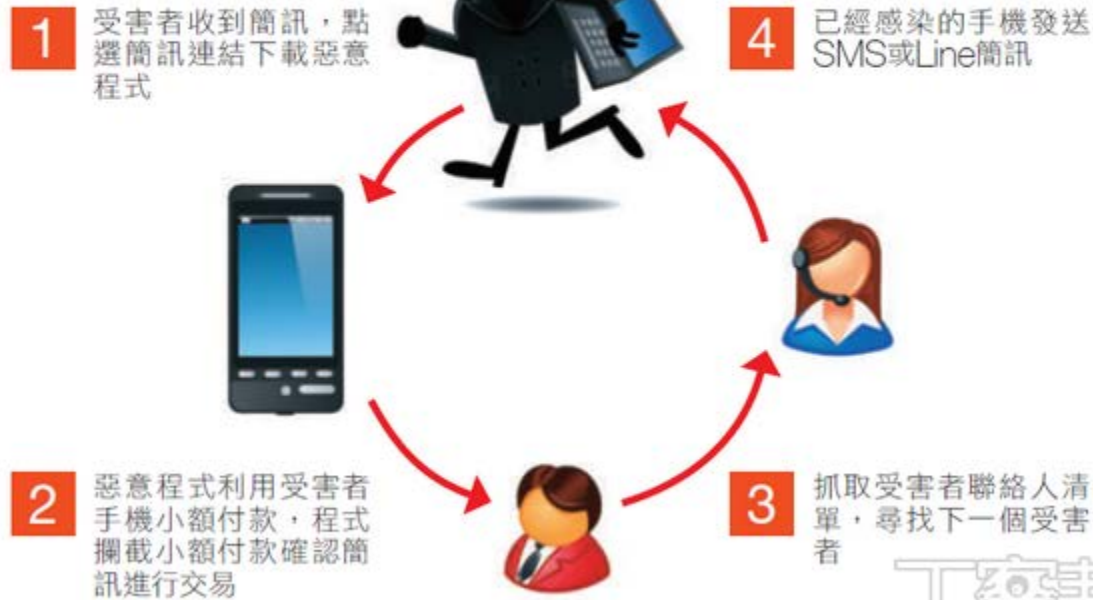 1
受害者收到簡訊，點
選簡訊連結下載惡意
程式
2
惡意程式利用受害者
手機小額付款，程式
攔截小額付款確認簡
訊進行交易
3
抓取受害者聯絡人清
單，尋找下一個受害
者
4
已經感染的手機發送
SMS或Line簡訊